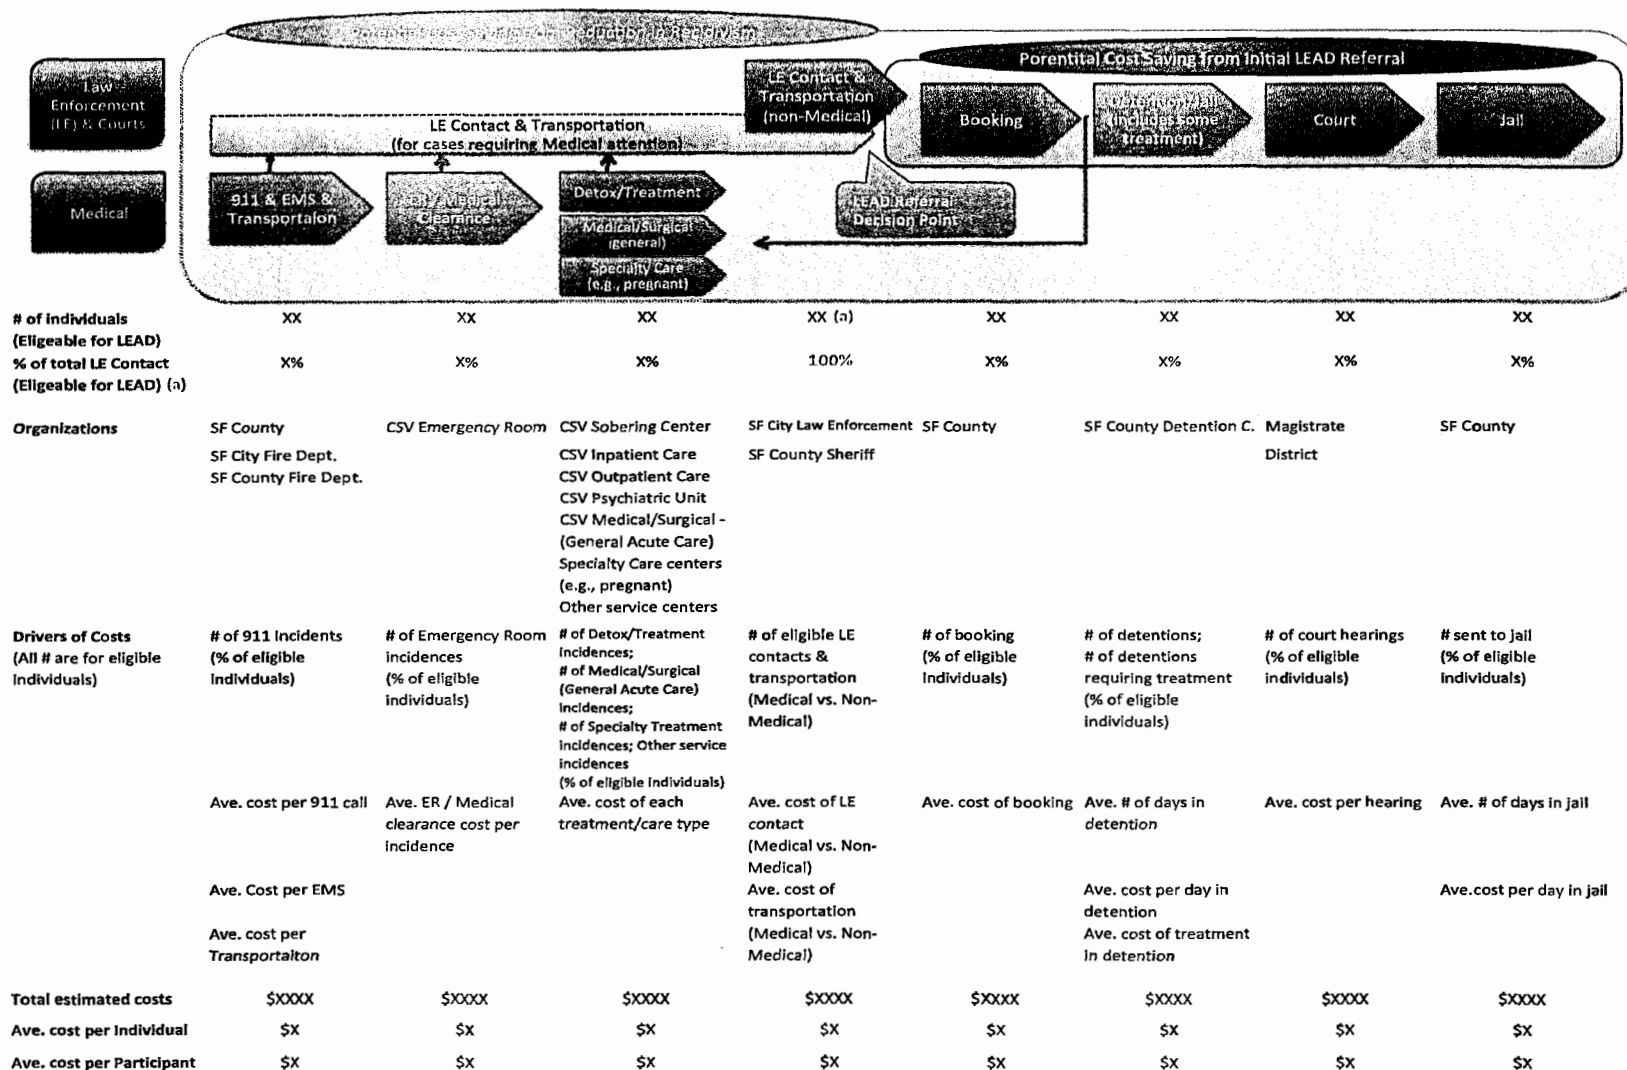 Potential Cost Saving from Reduction in Recidivism
Porentital Cost Saving from Initial LEAD Referral
Law
Enforcement
(LE) & Courts
LE Contact &
Transportation
(non-Medical)
Booking
Detention/Jail
(includes some
treatment)
Court
Jail
LE Contact & Transportation
(for cases requiring Medical attention)
Medical
911 & EMS &
Transportaion
ER / Medical
Clearance
Detox/Treatment
Medical/Surgical
(general)
Specialty Care
(e.g., pregnant)
LEAD Referral
Decision Point
# of individuals
(Eligeable for LEAD)
XX XX XX XX (a) XX XX XX XX
% of total LE Contact
(Eligeable for LEAD) (a)
X% X% X% 100% X% X% X% X%
Organizations
SF County
SF City Fire Dept.
SF County Fire Dept.
CSV Emergency Room
CSV Sobering Center
CSV Inpatient Care
CSV Outpatient Care
CSV Psychiatric Unit
CSV Medical/Surgical -
(General Acute Care)
Specialty Care centers
(e.g., pregnant)
Other service centers
SF City Law Enforcement
SF County Sheriff
SF County
SF County Detention C.
Magistrate
District
SF County
Drivers of Costs
(All # are for eligible
individuals)
# of 911 Incidents
(% of eligible
individuals)
# of Emergency Room
incidences
(% of eligible
individuals)
# of Detox/Treatment
Incidences;
# of Medical/Surgical
(General Acute Care)
Incidences;
# of Specialty Treatment
incidences; Other service
incidences
(% of eligible individuals)
# of eligible LE
contacts &
transportation
(Medical vs. Non-
Medical)
# of booking
(% of eligible
individuals)
# of detentions;
# of detentions
requiring treatment
(% of eligible
individuals)
# of court hearings
(% of eligible
individuals)
# sent to jail
(% of eligible
individuals)
Ave. cost per 911 call
Ave. ER / Medical
clearance cost per
incidence
Ave. cost of each
treatment/care type
Ave. cost of LE
contact
(Medical vs. Non-
Medical)
Ave. cost of booking
Ave. # of days in
detention
Ave. cost per hearing
Ave. # of days in jail
Ave. Cost per EMS
Ave. cost per
Transportaiton
Ave. cost of
transportation
(Medical vs. Non-
Medical)
Ave. cost per day in
detention
Ave. cost of treatment
in detention
Ave.cost per day in jail
Total estimated costs $XXXX $XXXX $XXXX $XXXX $XXXX $XXXX $XXXX $XXXX
Ave. cost per Individual $X $X $X $X $X $X $X $X
Ave. cost per Participant $X $X $X $X $X $X $X $X